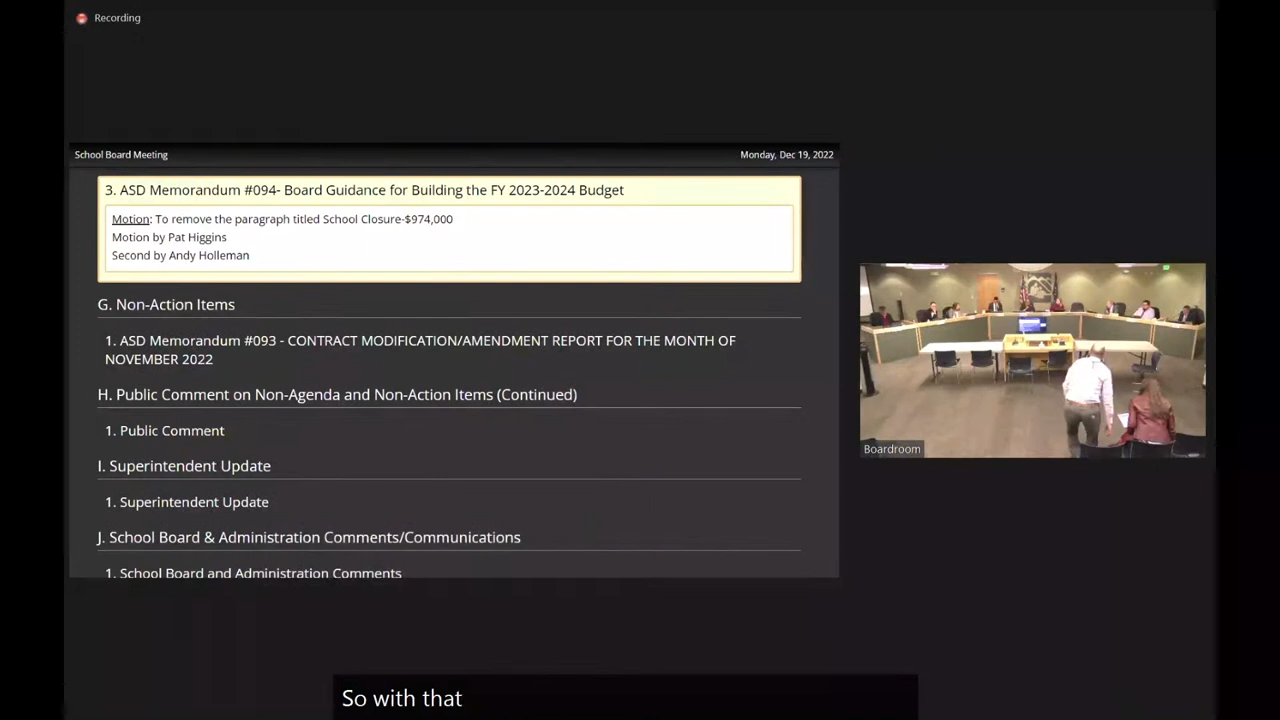 Recording
School Board Meeting
Monday, Dec 19, 2022
3. ASD Memorandum #094- Board Guidance for Building the FY 2023-2024 Budget
Motion: To remove the paragraph titled School Closure-$974,000
Motion by Pat Higgins
Second by Andy Holleman
G. Non-Action Items
1. ASD Memorandum #093 - CONTRACT MODIFICATION/AMENDMENT REPORT FOR THE MONTH OF
NOVEMBER 2022
H. Public Comment on Non-Agenda and Non-Action Items (Continued)
1. Public Comment
I. Superintendent Update
1. Superintendent Update
J. School Board & Administration Comments/Communications
1. School Board and Administration Comments
Boardroom
So with that